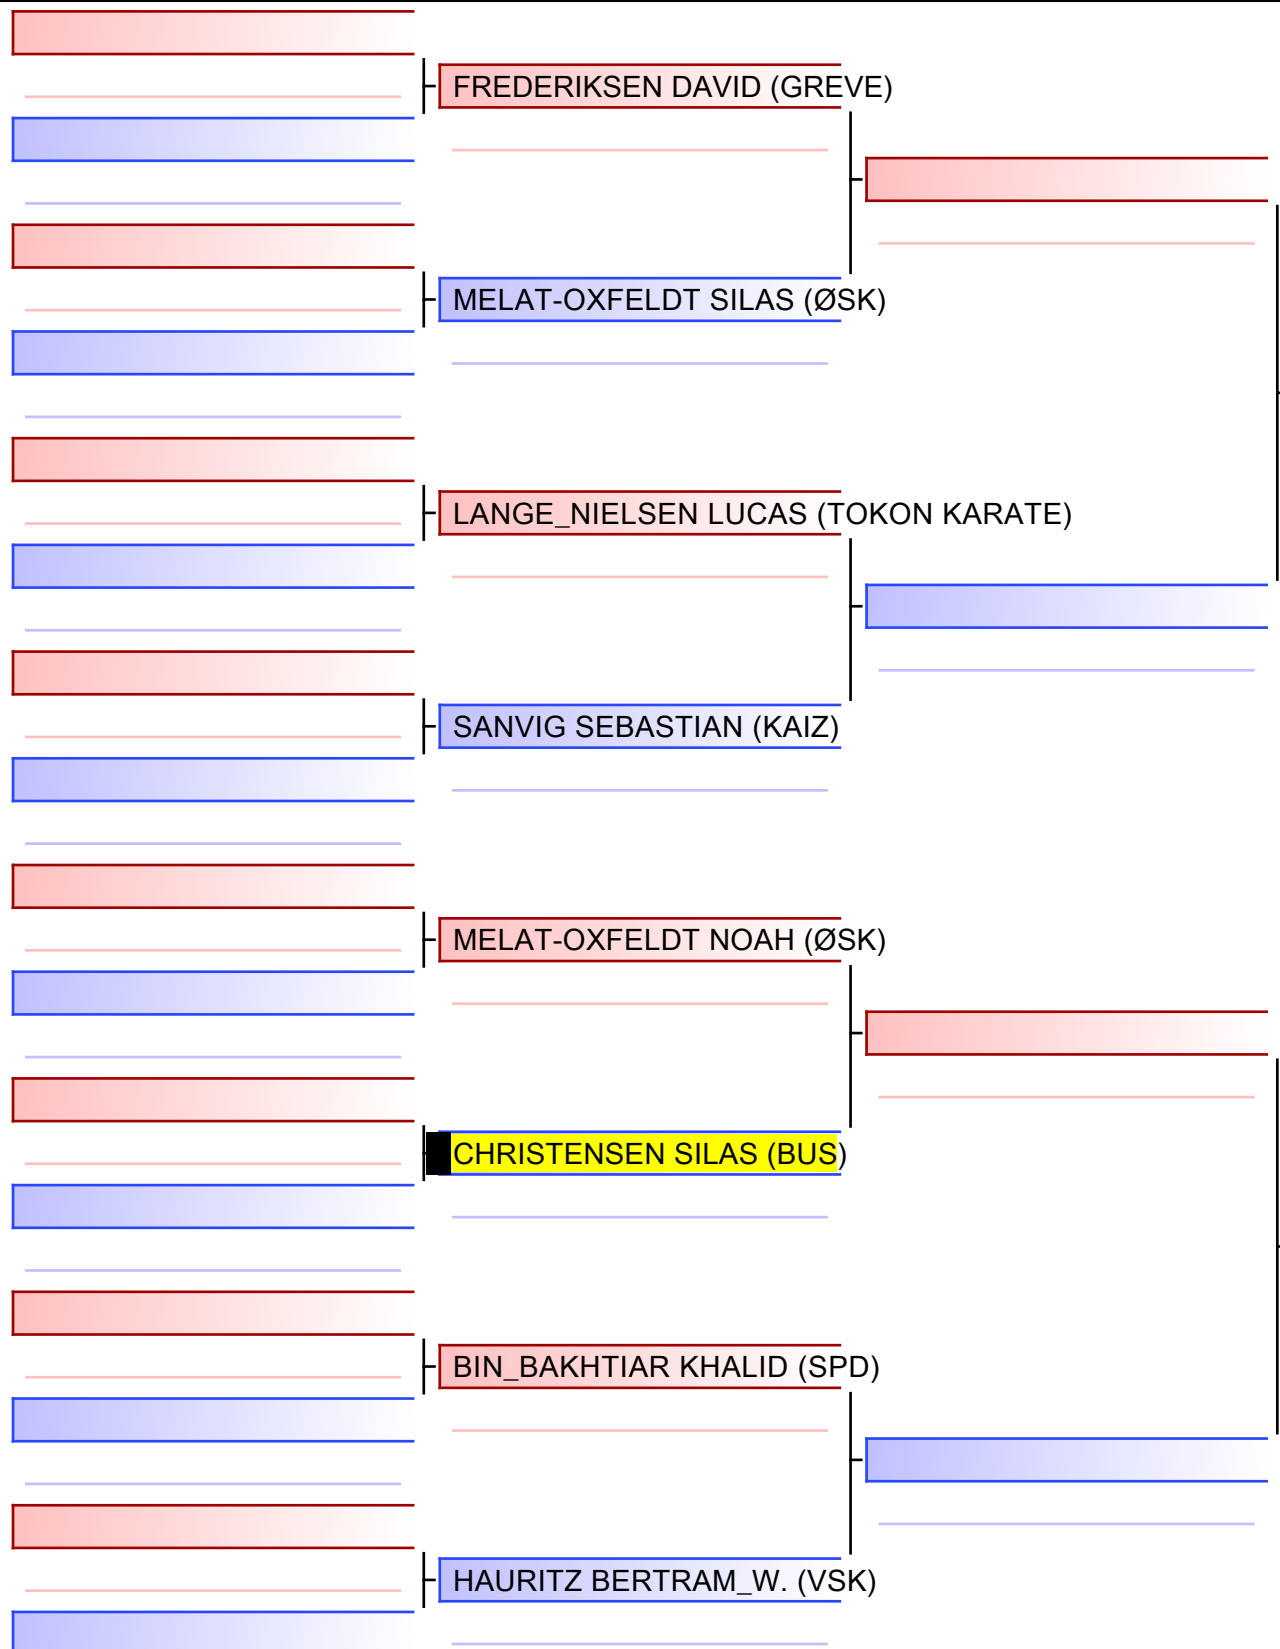 FREDERIKSEN DAVID (GREVE)
MELAT-OXFELDT SILAS (ØSK)
LANGE_NIELSEN LUCAS (TOKON KARATE)
SANVIG SEBASTIAN (KAIZ)
MELAT-OXFELDT NOAH (ØSK)
CHRISTENSEN SILAS (BUS)
BIN_BAKHTIAR KHALID (SPD)
HAURITZ BERTRAM_W. (VSK)